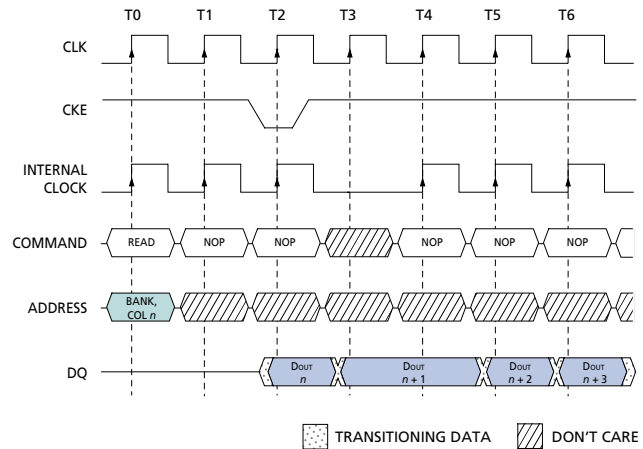 T0 T1 T2 T3 T4 T5 T6
CLK
CKE
INTERNAL
CLOCK
COMMAND READ NOP NOP NOP NOP NOP
ADDRESS BANK,
COL n
DQ DOUT DOUT DOUT DOUT
n n + 1 n + 2 n + 3
TRANSITIONING DATA DON'T CARE